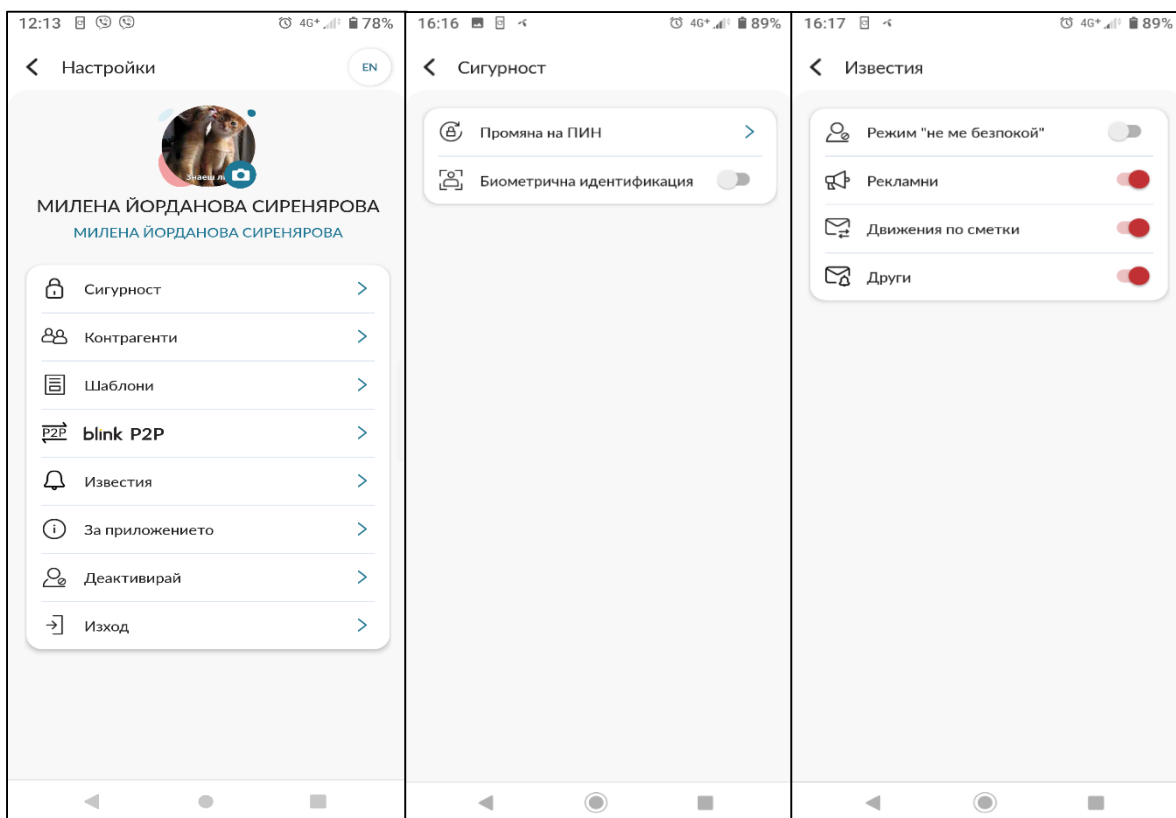 12:13
4G+
78%
Настройки
EN
Знаеш ли
МИЛЕНА ЙОРДАНОВА СИРЕНЯРОВА
МИЛЕНА ЙОРДАНОВА СИРЕНЯРОВА
Сигурност
Контрагенти
Шаблони
P2P blink P2P
Известия
За приложението
Деактивирай
Изход
16:16
4G+
89%
Сигурност
Промяна на ПИН
Биометрична идентификация
16:17
4G+
89%
Известия
Режим "не ме безпокой"
Рекламни
Движения по сметки
Други